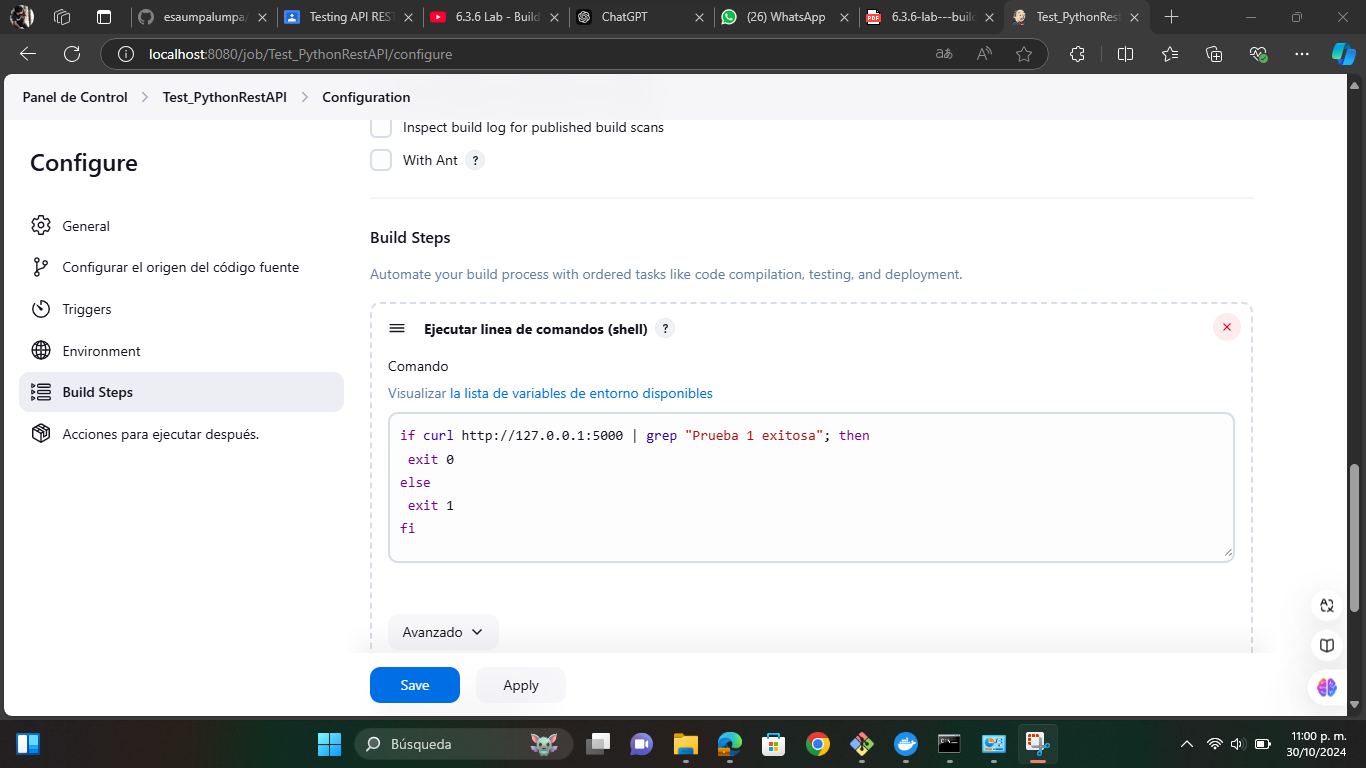 esaumpalumpa/
Testing API REST
6.3.6 Lab - Build
ChatGPT
(26) WhatsApp
6.3.6-lab---build
Test_PythonRest
localhost:8080/job/Test_PythonRestAPI/configure
Panel de Control
Test_PythonRestAPI
Configuration
Inspect build log for published build scans
With Ant ?
Configure
General
Configurar el origen del código fuente
Triggers
Environment
Build Steps
Acciones para ejecutar después.
Build Steps
Automate your build process with ordered tasks like code compilation, testing, and deployment.
Ejecutar linea de comandos (shell) ?
Comando
Visualizar la lista de variables de entorno disponibles
if curl http://127.0.0.1:5000 | grep "Prueba 1 exitosa"; then
exit 0
else
exit 1
fi
Avanzado
Save
Apply
Búsqueda
11:00 p. m.
30/10/2024